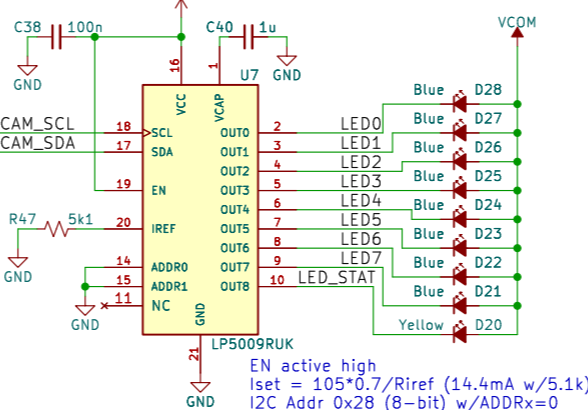 VCOM
C38 100n
C40 1u
GND
GND
U7
16
1
VCC
VCAP
Blue D28
CAM_SCL 18 SCL OUT0 2 LED0
Blue D27
CAM_SDA 17 SDA OUT1 3 LED1
Blue D26
OUT2 4 LED2
Blue D25
19 EN OUT3 5 LED3
Blue D24
OUT4 6 LED4
R47 5k1
Blue D23
20 IREF OUT5 7 LED5
Blue D22
OUT6 8 LED6
GND
Blue D21
14 ADDR0 OUT7 9 LED7
15 ADDR1 OUT8 10 LED_STAT
11 NC
Yellow D20
GND
GND
21
LP5009RUK
GND
EN active high
Iset = 105*0.7/Riref (14.4mA w/5.1k)
I2C Addr 0x28 (8-bit) w/ADDRx=0